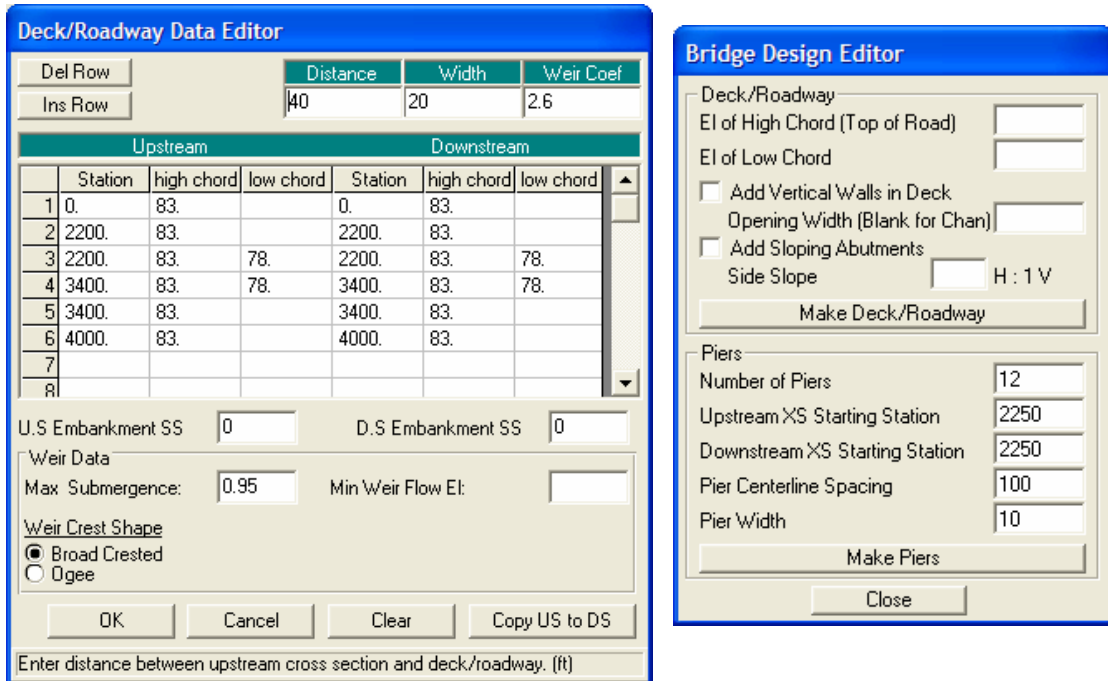 Deck/Roadway Data Editor
Del Row
Ins Row
Distance Width Weir Coef
40 20 2.6
Upstream Downstream
Station high chord low chord Station high chord low chord
1 0. 83. 0. 83.
2 2200. 83. 2200. 83.
3 2200. 83. 78. 2200. 83. 78.
4 3400. 83. 78. 3400. 83. 78.
5 3400. 83. 3400. 83.
6 4000. 83. 4000. 83.
7
8
U.S Embankment SS 0 D.S Embankment SS 0
Weir Data
Max Submergence: 0.95 Min Weir Flow El:
Weir Crest Shape
Broad Crested
Ogee
OK Cancel Clear Copy US to DS
Enter distance between upstream cross section and deck/roadway. (ft)
Bridge Design Editor
Deck/Roadway
El of High Chord (Top of Road)
El of Low Chord
Add Vertical Walls in Deck
Opening Width (Blank for Chan)
Add Sloping Abutments
Side Slope H : 1 V
Make Deck/Roadway
Piers
Number of Piers 12
Upstream XS Starting Station 2250
Downstream XS Starting Station 2250
Pier Centerline Spacing 100
Pier Width 10
Make Piers
Close